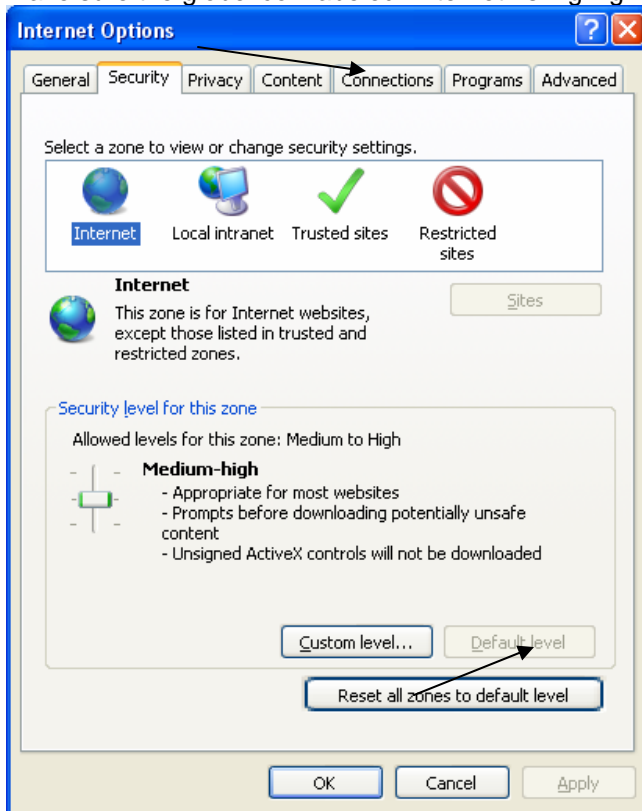 Internet Options
General Security Privacy Content Connections Programs Advanced
Select a zone to view or change security settings.
Internet Local intranet Trusted sites Restricted
sites
Internet
This zone is for Internet websites,
except those listed in trusted and
restricted zones.
Sites
Security level for this zone
Allowed levels for this zone: Medium to High
Medium-high
- Appropriate for most websites
- Prompts before downloading potentially unsafe
content
- Unsigned ActiveX controls will not be downloaded
Custom level... Default level
Reset all zones to default level
OK Cancel Apply